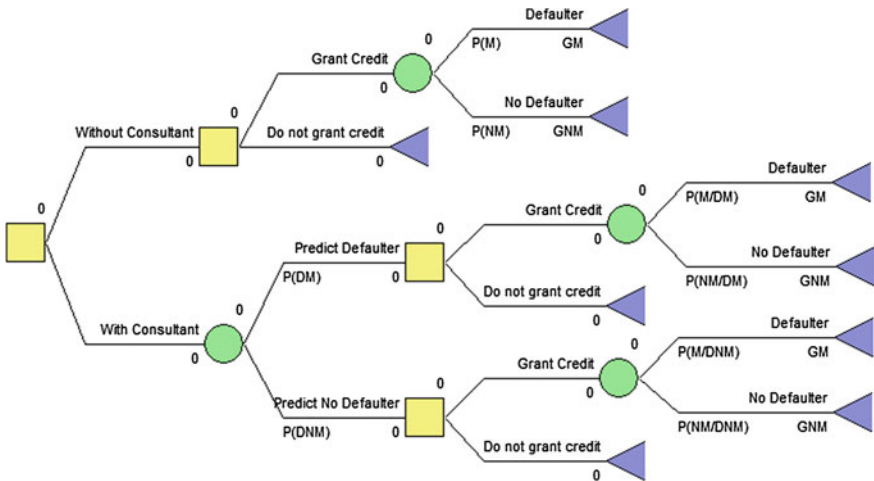 0
Defaulter
P(M) GM
Grant Credit
0
0
No Defaulter
P(NM) GNM
Without Consultant
0
0
Do not grant credit
0
0
0
Defaulter
P(M/DM) GM
Grant Credit
0
0
No Defaulter
P(NM/DM) GNM
Predict Defaulter
P(DM) 0
Do not grant credit
0
With Consultant
0
0
0
Defaulter
P(M/DNM) GM
Grant Credit
0
0
No Defaulter
P(NM/DNM) GNM
Predict No Defaulter
P(DNM) 0
Do not grant credit
0